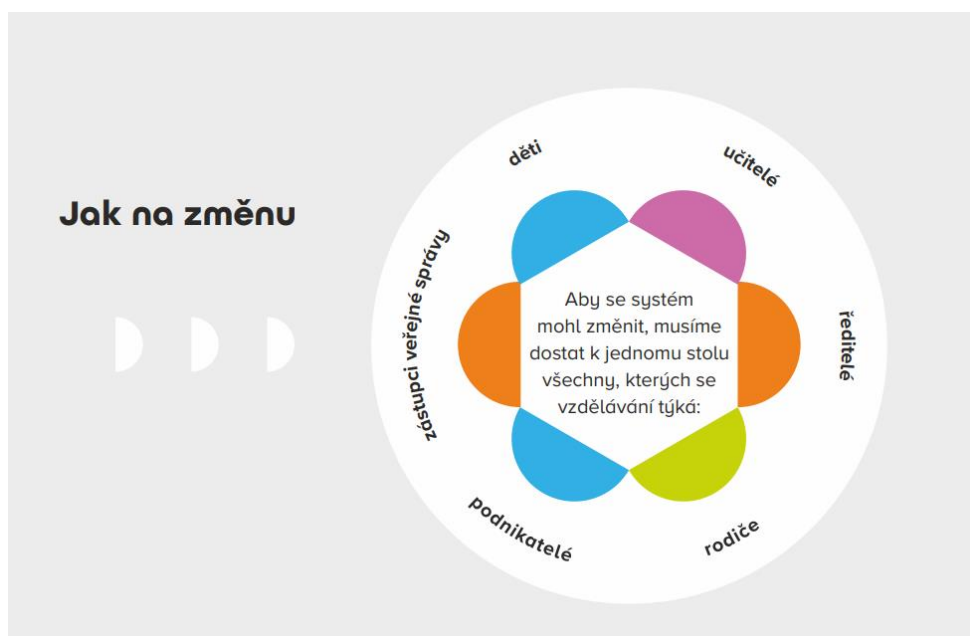 Jak na změnu
děti
učitelé
zástupci veřejné správy
Aby se systém
mohl změnit, musíme
dostat k jednomu stolu
všechny, kterých se
vzdělávání týká:
ředitelé
podnikatelé
rodiče